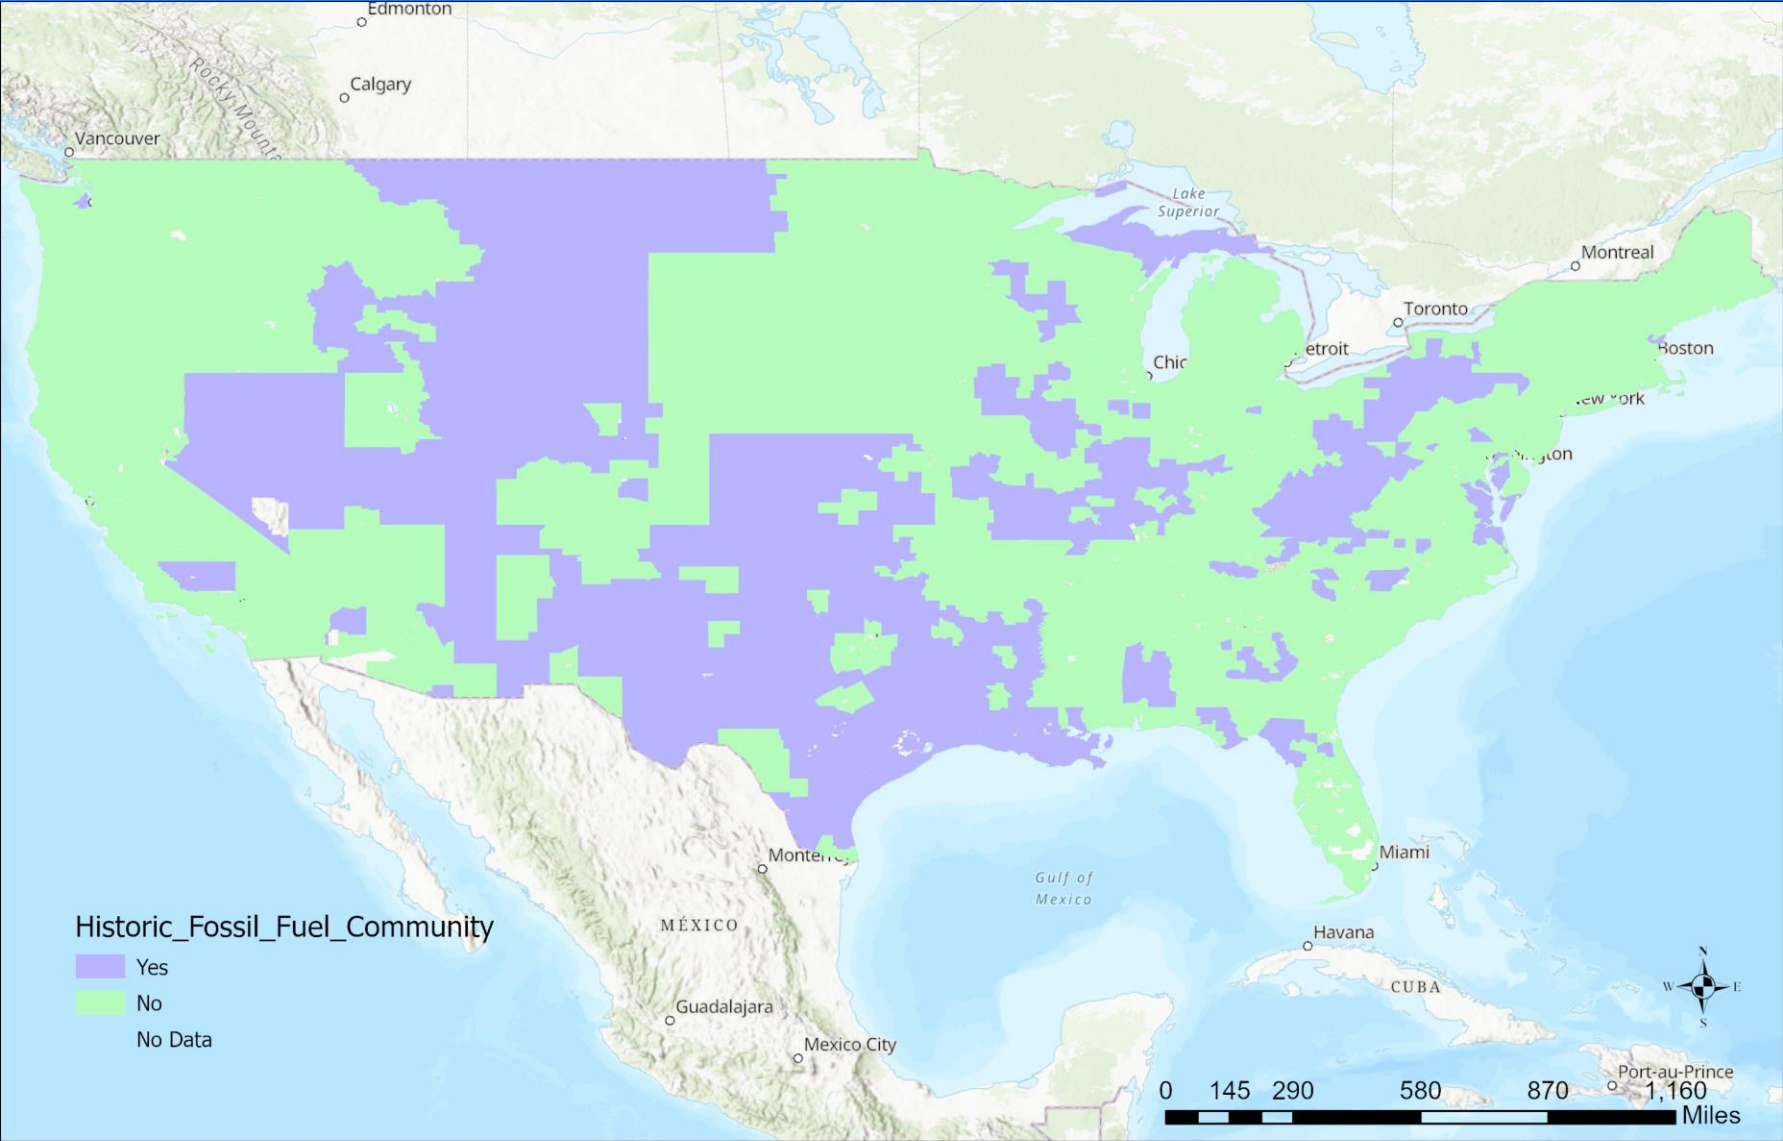 Edmonton
Rocky Mounta
Calgary
Vancouver
Lake
Superior
Montreal
Toronto
etroit
Boston
Chic
ew York
ington
Miami
Monterrey
Gulf of
Mexico
MÉXICO
Havana
CUBA
Guadalajara
Mexico City
Port-au-Prince
Historic_Fossil_Fuel_Community
Yes
No
No Data
N
W E
S
0 145 290 580 870 1,160
Miles